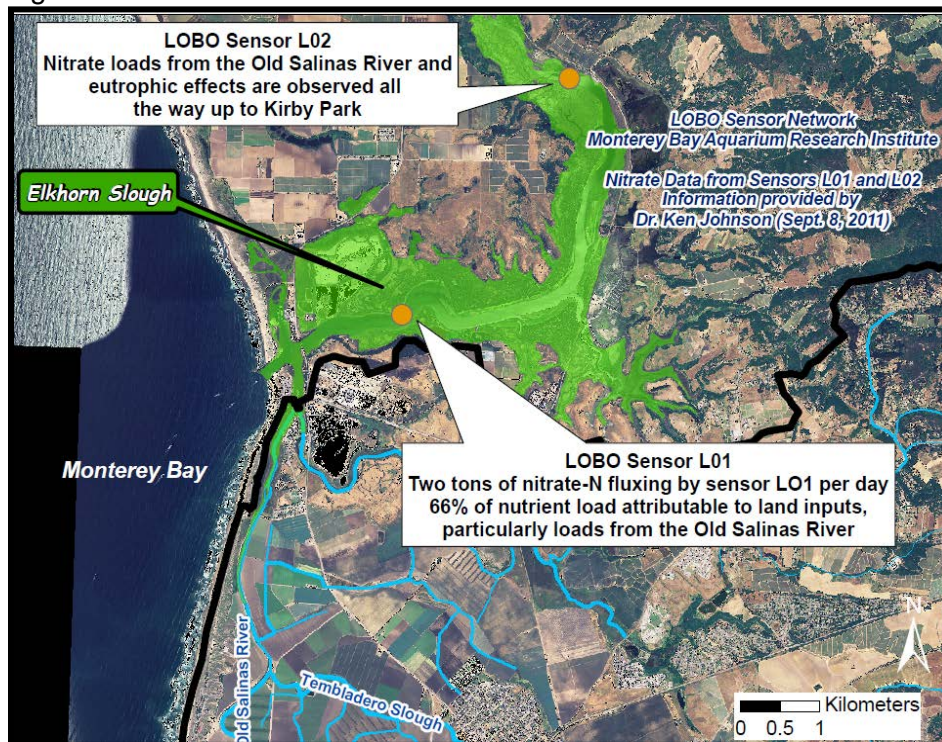 LOBO Sensor L02
Nitrate loads from the Old Salinas River and
eutrophic effects are observed all
the way up to Kirby Park
LOBO Sensor Network
Monterey Bay Aquarium Research Institute
Nitrate Data from Sensors L01 and L02
Information provided by
Dr. Ken Johnson (Sept. 8, 2011)
Elkhorn Slough
Monterey Bay
LOBO Sensor L01
Two tons of nitrate-N fluxing by sensor LO1 per day
66% of nutrient load attributable to land inputs,
particularly loads from the Old Salinas River
Old Salinas River
Tembladero Slough
N
Kilometers
0 0.5 1